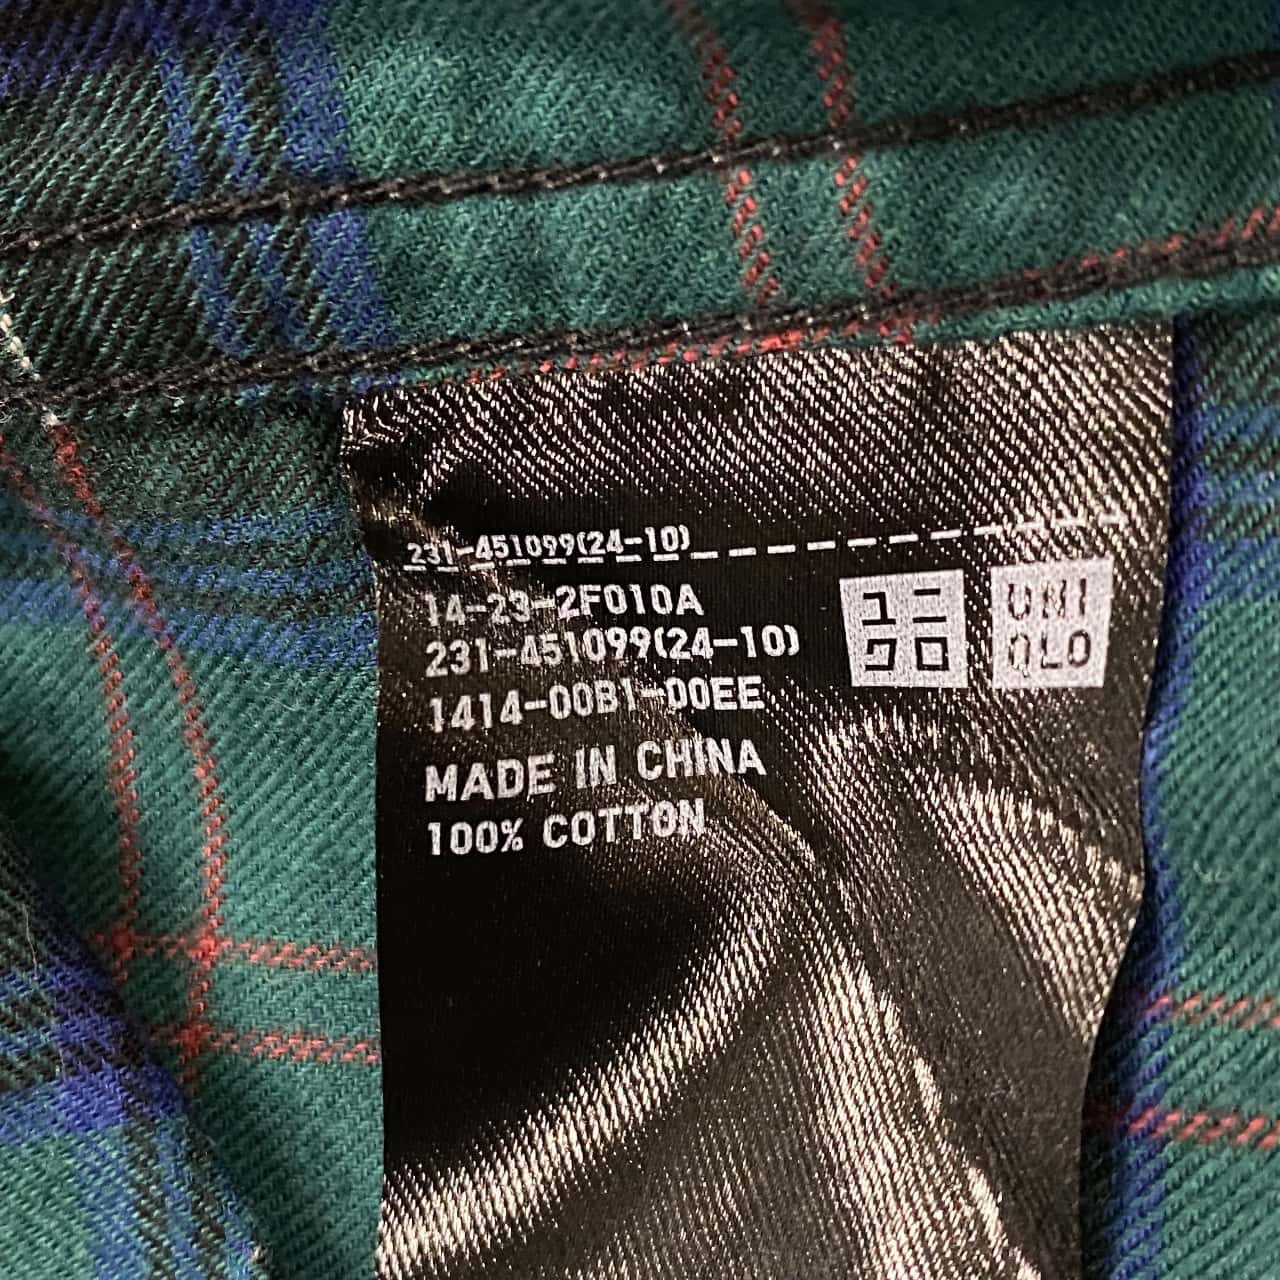 231-451099(24-10)
14-23-2F010A
231-451099(24-10)
1414-00B1-00EE
MADE IN CHINA
100% COTTON
ユニ
クロ
UNI
QLO